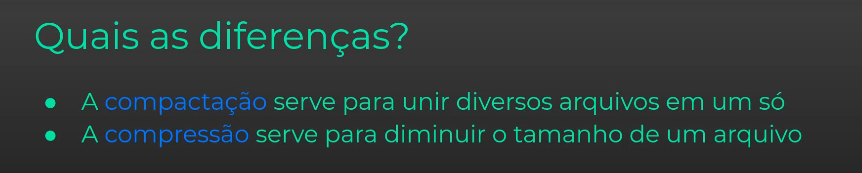 Quais as diferenças?
● A compactação serve para unir diversos arquivos em um só
● A compressão serve para diminuir o tamanho de um arquivo